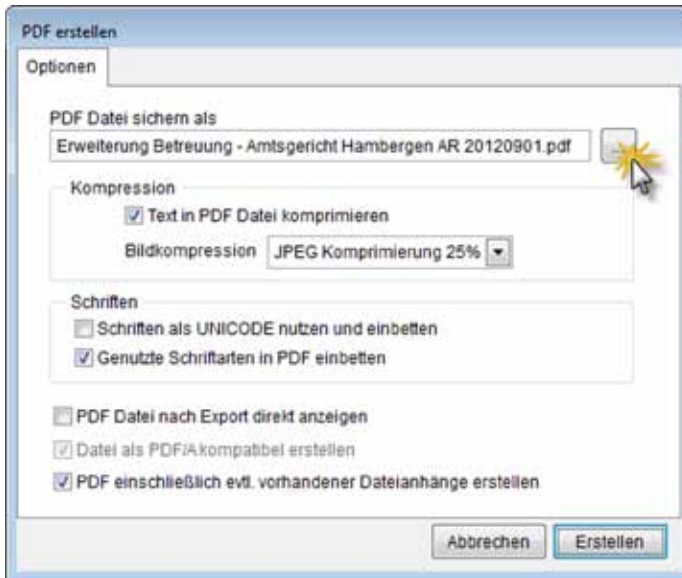 PDF erstellen
Optionen
PDF Datei sichern als
Erweiterung Betreuung - Amtsgericht Hambergen AR 20120901.pdf
Kompression
Text in PDF Datei komprimieren
Bildkompression JPEG Komprimierung 25%
Schriften
Schriften als UNICODE nutzen und einbetten
Genutzte Schriftarten in PDF einbetten
PDF Datei nach Export direkt anzeigen
Datei als PDF/A kompatibel erstellen
PDF einschließlich evtl. vorhandener Dateianhänge erstellen
Abbrechen Erstellen